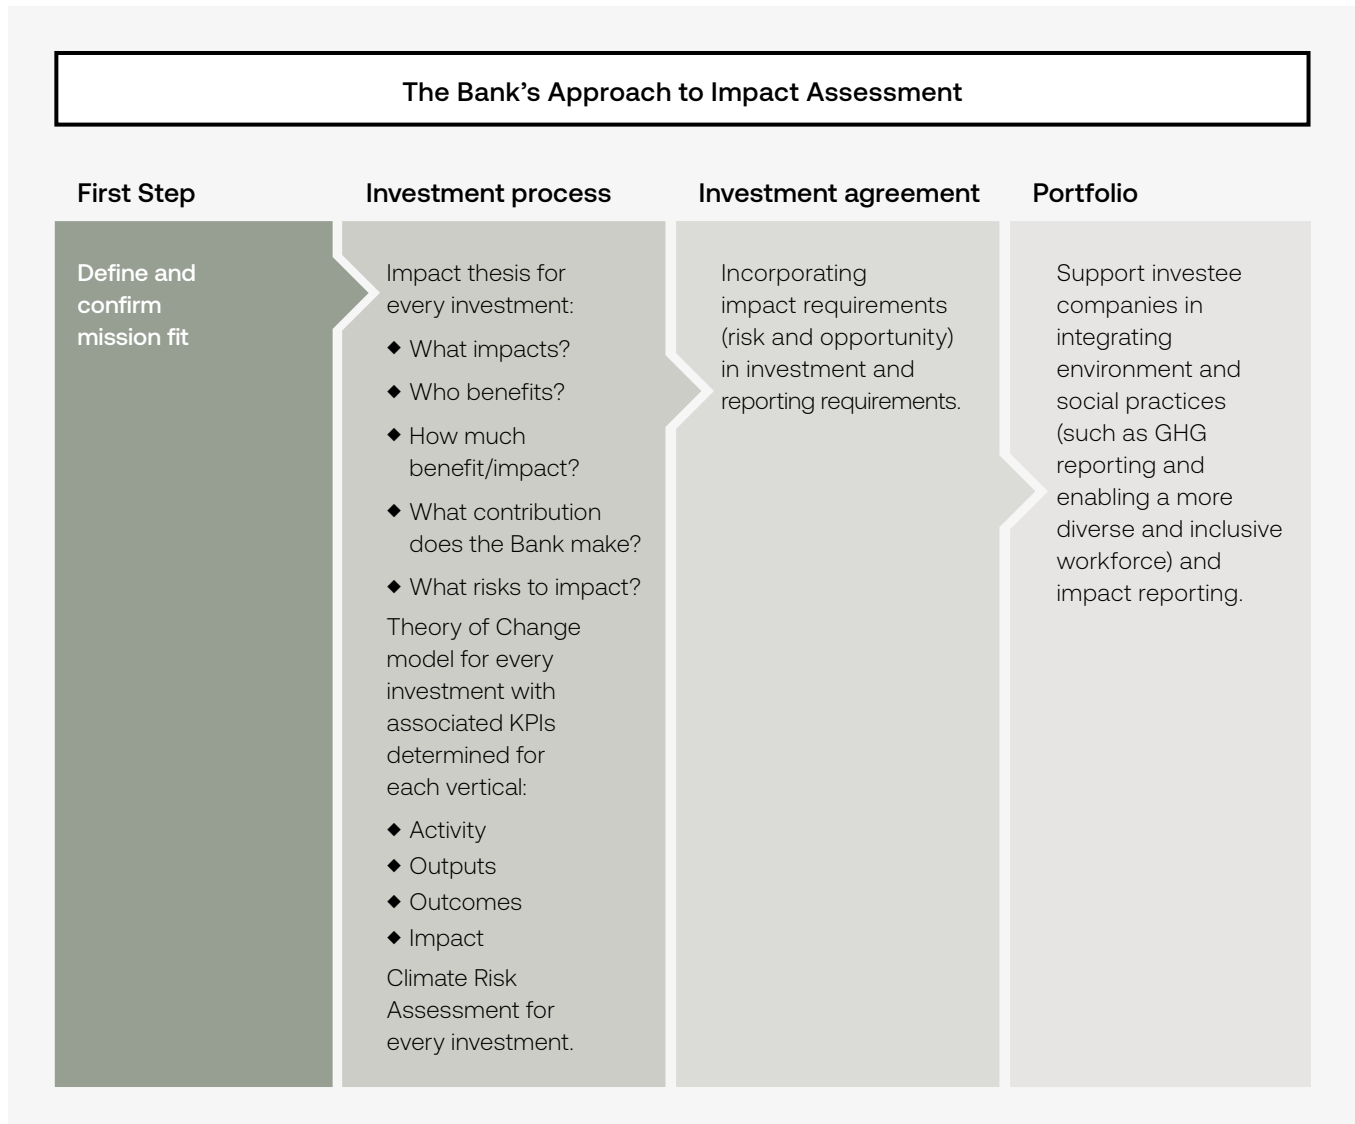 The Bank’s Approach to Impact Assessment
First Step
Define and
confirm
mission fit
Investment process
Impact thesis for
every investment:
◆ What impacts?
◆ Who benefits?
◆ How much
benefit/impact?
◆ What contribution
does the Bank make?
◆ What risks to impact?
Theory of Change
model for every
investment with
associated KPIs
determined for
each vertical:
◆ Activity
◆ Outputs
◆ Outcomes
◆ Impact
Climate Risk
Assessment for
every investment.
Investment agreement
Incorporating
impact requirements
(risk and opportunity)
in investment and
reporting requirements.
Portfolio
Support investee
companies in
integrating
environment and
social practices
(such as GHG
reporting and
enabling a more
diverse and inclusive
workforce) and
impact reporting.